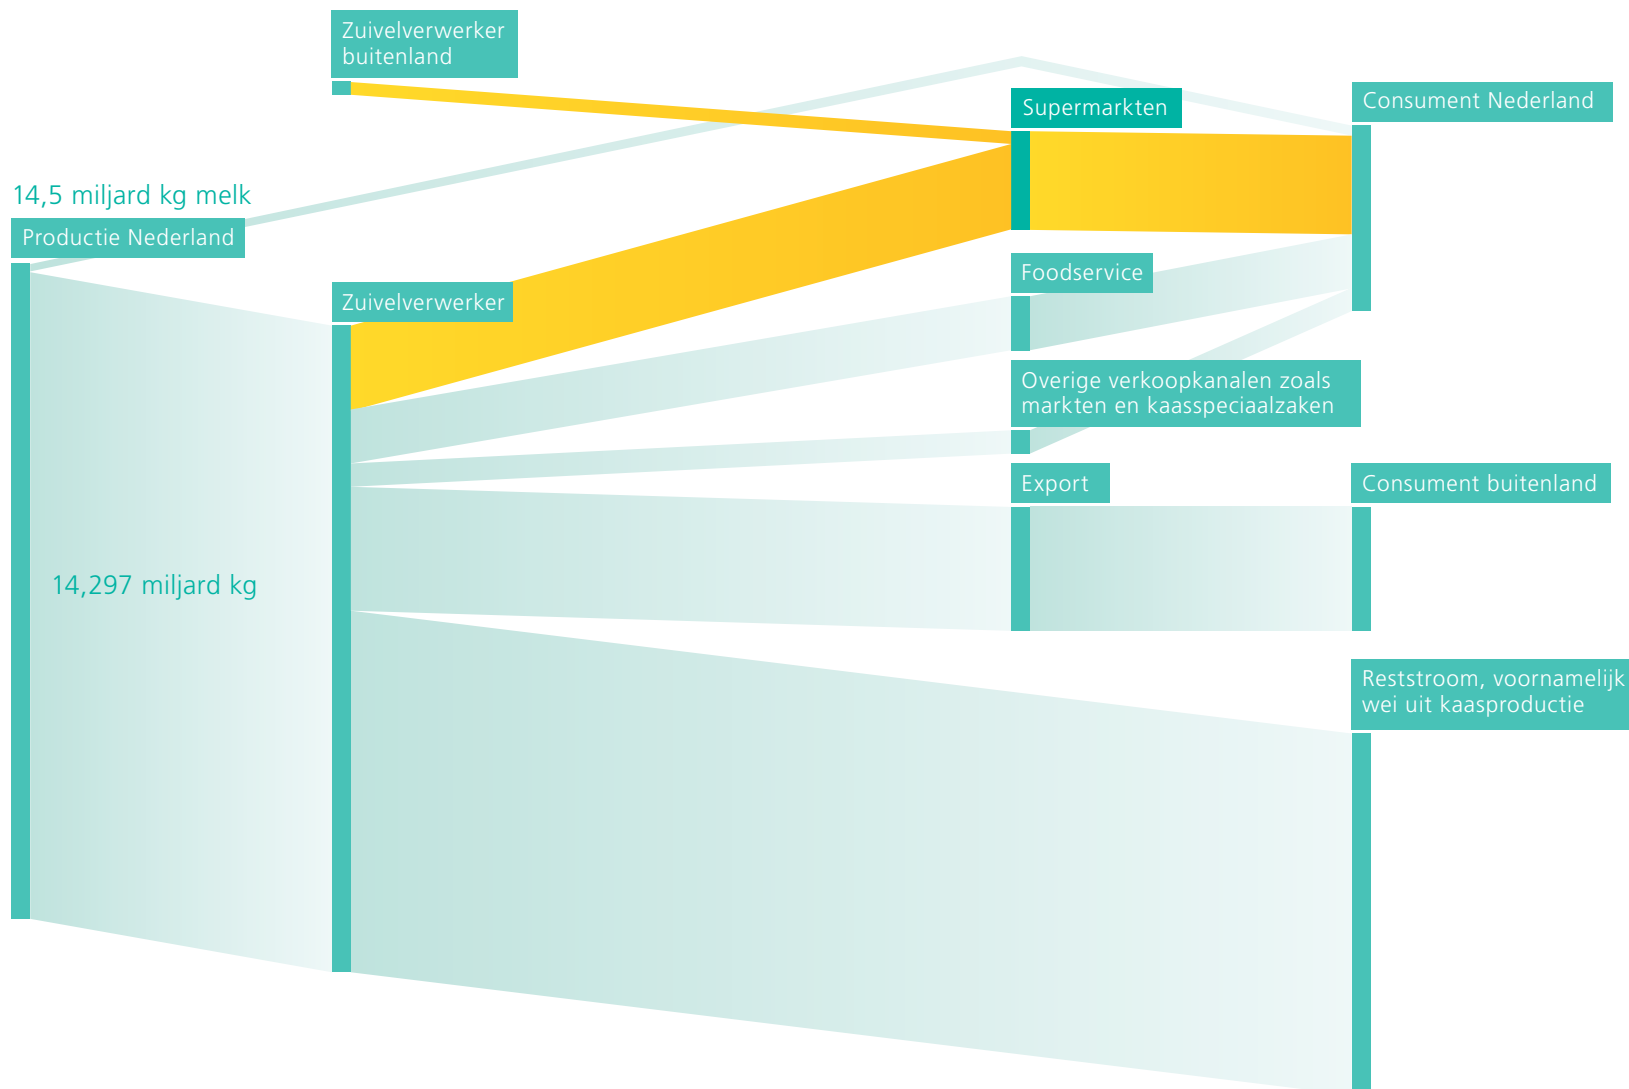 Zuivelverwerker
buitenland
Supermarkten
Consument Nederland
14,5 miljard kg melk
Productie Nederland
Zuivelverwerker
Foodservice
Overige verkoopkanalen zoals
markten en kaasspeciaalzaken
Export
Consument buitenland
14,297 miljard kg
Reststroom, voornamelijk
wei uit kaasproductie